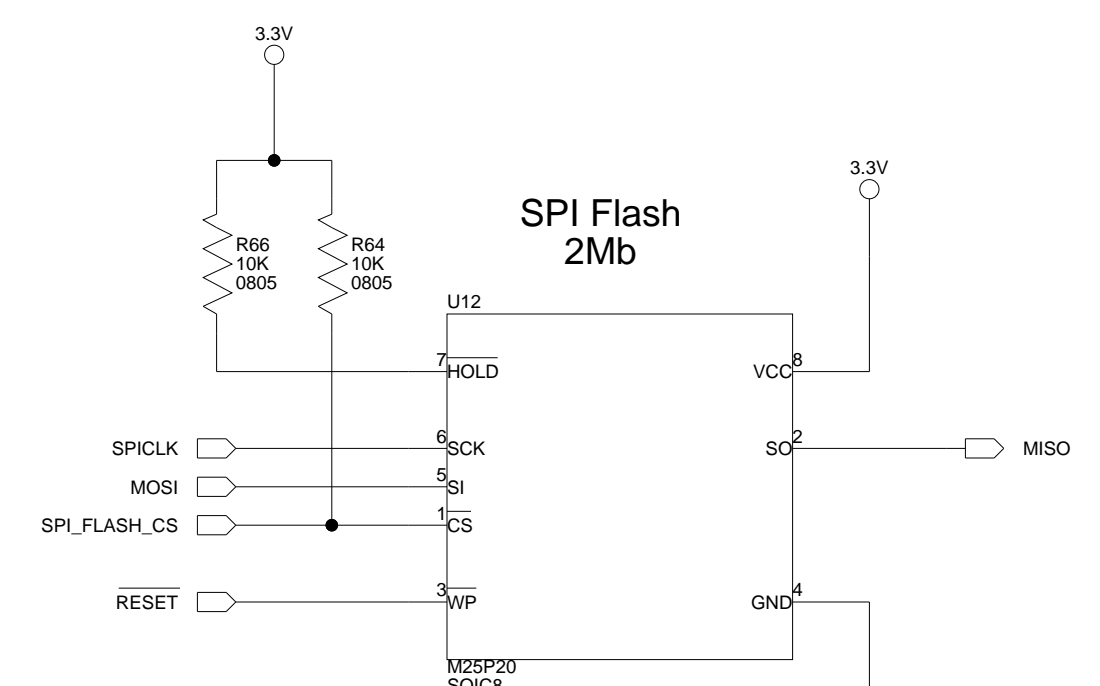 3.3V
3.3V
SPI Flash
2Mb
R66
10K
0805
R64
10K
0805
U12
7
HOLD
VCC
8
SPICLK
6
SCK
SO
2
MISO
MOSI
5
SI
SPI_FLASH_CS
1
CS
RESET
3
WP
GND
4
M25P20
SOIC8